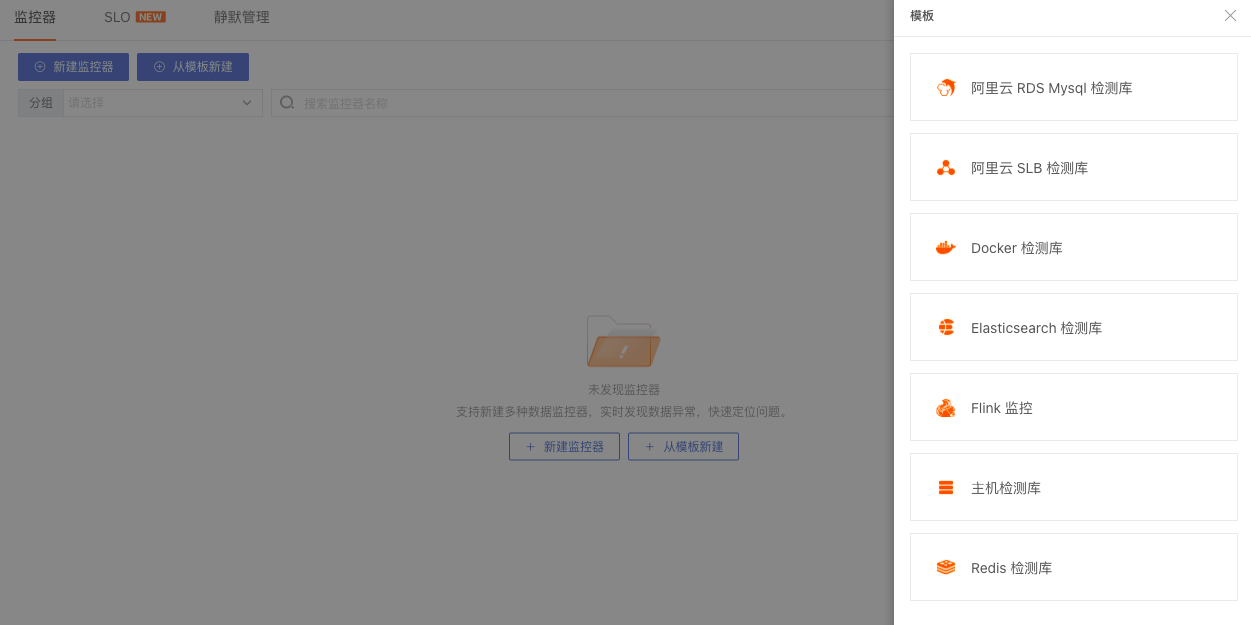 监控器
SLO NEW
静默管理
新建监控器
从模板新建
分组 请选择
搜索监控器名称
未发现监控器
支持新建多种数据监控器，实时发现数据异常，快速定位问题。
+ 新建监控器
+ 从模板新建
模板
阿里云 RDS Mysql 检测库
阿里云 SLB 检测库
Docker 检测库
Elasticsearch 检测库
Flink 监控
主机检测库
Redis 检测库